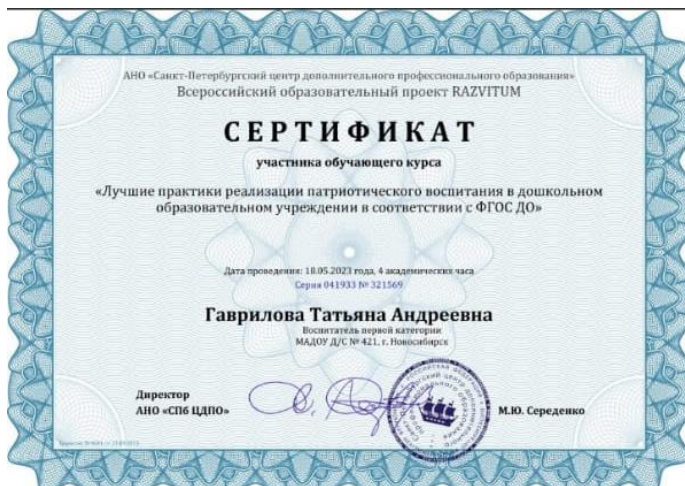 АНО «Санкт-Петербургский центр дополнительного профессионального образования»
Всероссийский образовательный проект RAZVITUM
СЕРТИФИКАТ
участника обучающего курса
«Лучшие практики реализации патриотического воспитания в дошкольном
образовательном учреждении в соответствии с ФГОС ДО»
Дата проведения: 18.05.2023 года, 4 академических часа
Серия 041933 № 321569
Гаврилова Татьяна Андреевна
Воспитатель первой категории
МАДОУ Д/С № 421, г. Новосибирск
Директор
АНО «СПб ЦДПО»
М.Ю. Середенко